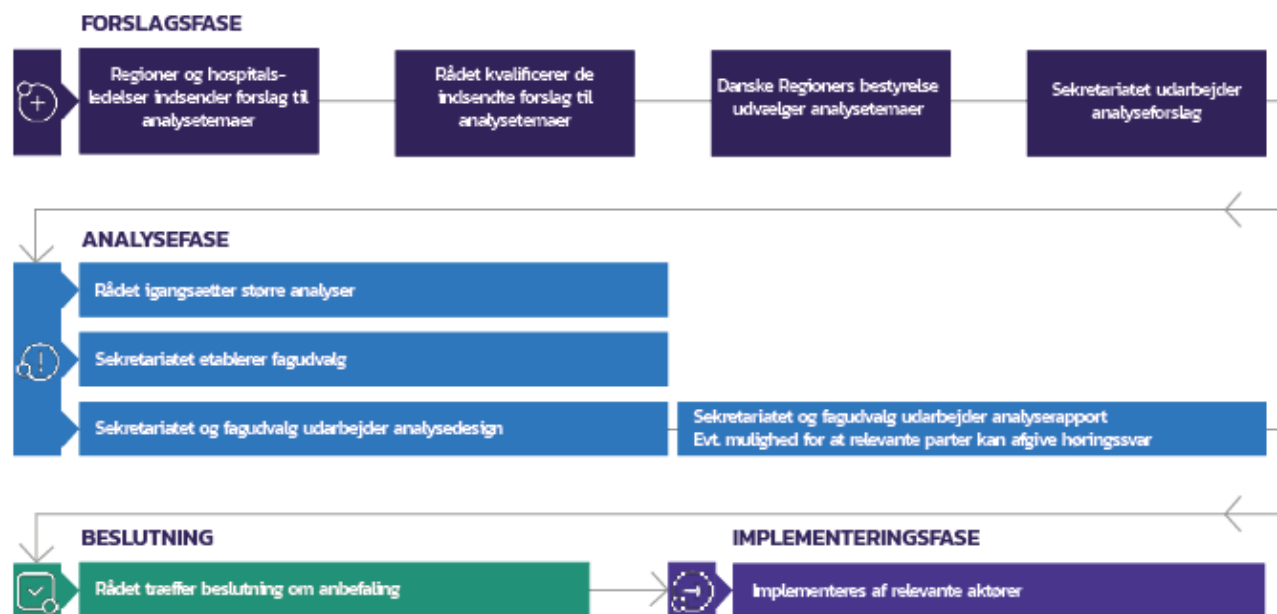 FORSLAGSFASE
Regioner og hospitals-
ledelser indsender forslag til
analysetemaer
Rådet kvalificerer de
indsendte forslag til
analysetemaer
Danske Regioners bestyrelse
udvælger analysetemaer
Sekretariatet udarbejder
analyseforslag
ANALYSEFASE
Rådet igangsætter større analyser
Sekretariatet etablerer fagudvalg
Sekretariatet og fagudvalg udarbejder analysedesign
Sekretariatet og fagudvalg udarbejder analyserapport
Evt. mulighed for at relevante parter kan afgive høringssvar
BESLUTNING
Rådet træffer beslutning om anbefaling
IMPLEMENTERINGSFASE
Implementeres af relevante aktører